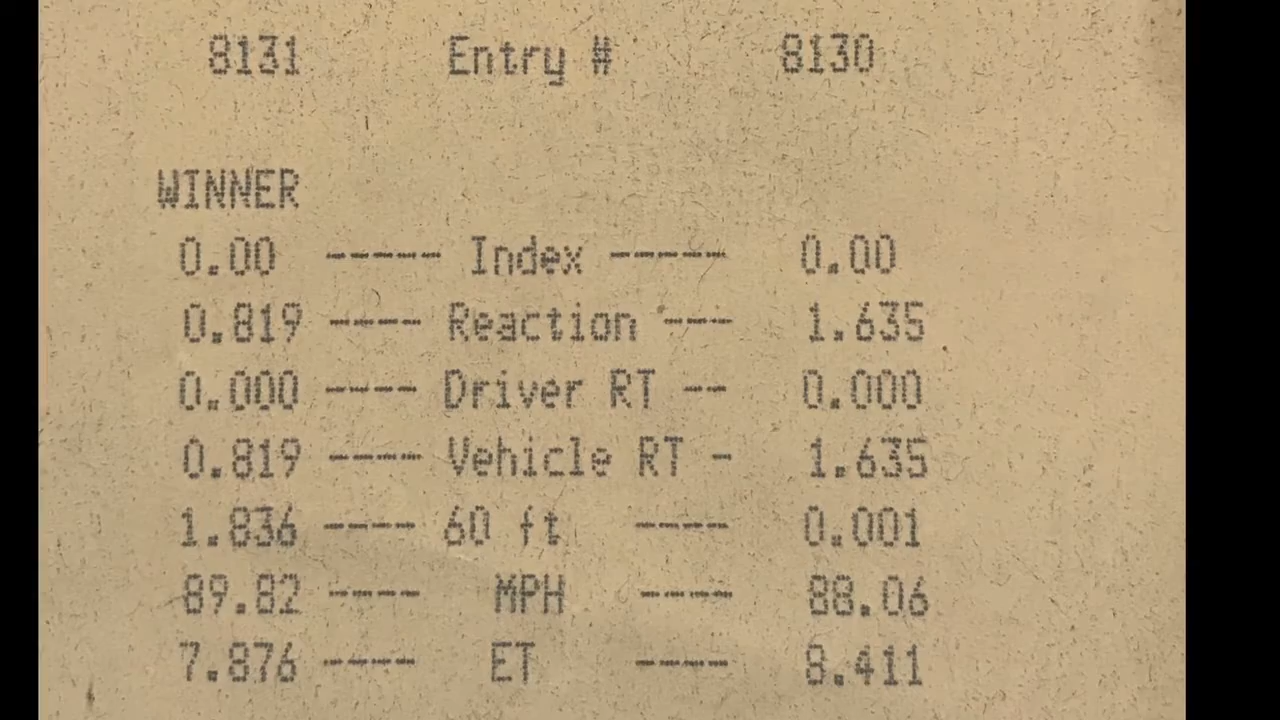 8131 Entry # 8130
WINNER
0.00 ----- Index ----- 0.00
0.819 ---- Reaction --- 1.635
0.000 ---- Driver RT -- 0.000
0.819 ---- Vehicle RT - 1.635
1.836 ---- 60 ft ---- 0.001
89.82 ---- MPH ---- 88.06
7.876 ---- ET ---- 8.411